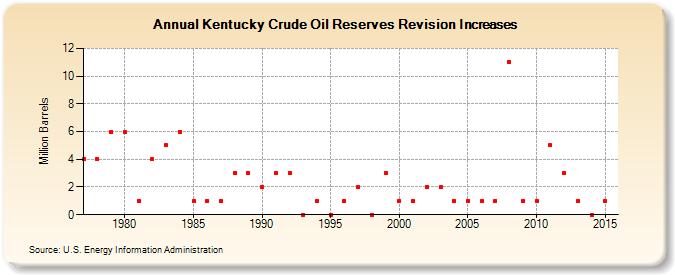 Annual Kentucky Crude Oil Reserves Revision Increases
Million Barrels
12
10
8
6
4
2
0
1980 1985 1990 1995 2000 2005 2010 2015
Source: U.S. Energy Information Administration